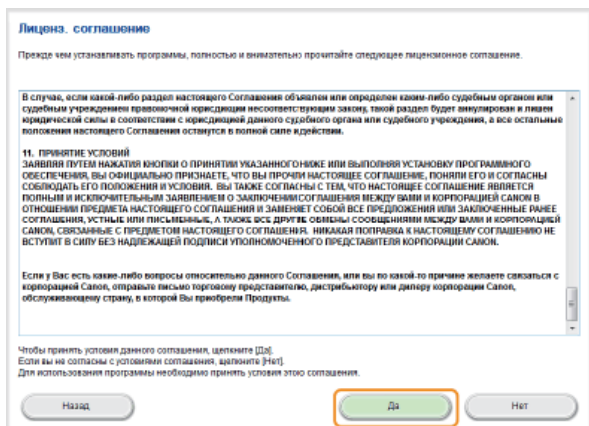 Лиценз. соглашение
Прежде чем устанавливать программы, полностью и внимательно прочитайте следующее лицензионное соглашение.
В случае, если какой-либо раздел настоящего Соглашения объявлен или определен каким-либо судебным органом или
судебным учреждением правомочной юрисдикции несоответствующим закону, такой раздел будет аннулирован и лишен
юридической силы в соответствии с юрисдикцией данного судебного органа или судебного учреждения, а все остальные
положения настоящего Соглашения останутся в полной силе и действии.
11. ПРИНЯТИЕ УСЛОВИЙ
ЗАЯВЛЯЯ ПУТЕМ НАЖАТИЯ КНОПКИ О ПРИНЯТИИ УКАЗАННОГО НИЖЕ ИЛИ ВЫПОЛНЯЯ УСТАНОВКУ ПРОГРАММНОГО
ОБЕСПЕЧЕНИЯ, ВЫ ОФИЦИАЛЬНО ПРИЗНАЕТЕ, ЧТО ВЫ ПРОЧЛИ НАСТОЯЩЕЕ СОГЛАШЕНИЕ, ПОНЯЛИ ЕГО И СОГЛАСНЫ
СОБЛЮДАТЬ ЕГО ПОЛОЖЕНИЯ И УСЛОВИЯ. ВЫ ТАКЖЕ СОГЛАСНЫ С ТЕМ, ЧТО НАСТОЯЩЕЕ СОГЛАШЕНИЕ ЯВЛЯЕТСЯ
ПОЛНЫМ И ИСКЛЮЧИТЕЛЬНЫМ ЗАЯВЛЕНИЕМ О ЗАКЛЮЧЕНИИ СОГЛАШЕНИЯ МЕЖДУ ВАМИ И КОРПОРАЦИЕЙ CANON В
ОТНОШЕНИИ ПРЕДМЕТА НАСТОЯЩЕГО СОГЛАШЕНИЯ И ЗАМЕНЯЕТ СОБОЙ ВСЕ ПРЕДЛОЖЕНИЯ ИЛИ ЗАКЛЮЧЕННЫЕ РАНЕЕ
СОГЛАШЕНИЯ, УСТНЫЕ ИЛИ ПИСЬМЕННЫЕ, А ТАКЖЕ ВСЕ ДРУГИЕ ОБМЕНЫ СООБЩЕНИЯМИ МЕЖДУ ВАМИ И КОРПОРАЦИЕЙ
CANON, СВЯЗАННЫЕ С ПРЕДМЕТОМ НАСТОЯЩЕГО СОГЛАШЕНИЯ. НИКАКАЯ ПОПРАВКА К НАСТОЯЩЕМУ СОГЛАШЕНИЮ НЕ
ВСТУПИТ В СИЛУ БЕЗ НАДЛЕЖАЩЕЙ ПОДПИСИ УПОЛНОМОЧЕННОГО ПРЕДСТАВИТЕЛЯ КОРПОРАЦИИ CANON.
Если у Вас есть какие-либо вопросы относительно данного Соглашения, или вы по какой-то причине желаете связаться с
корпорацией Canon, отправьте письмо торговому представителю, дистрибьютору или дилеру корпорации Canon,
обслуживающему страну, в которой Вы приобрели Продукты.
Чтобы принять условия данного соглашения, щелкните [Да].
Если вы не согласны с условиями соглашения, щелкните [Нет].
Для использования программы необходимо принять условия этого соглашения.
Назад
Да
Нет